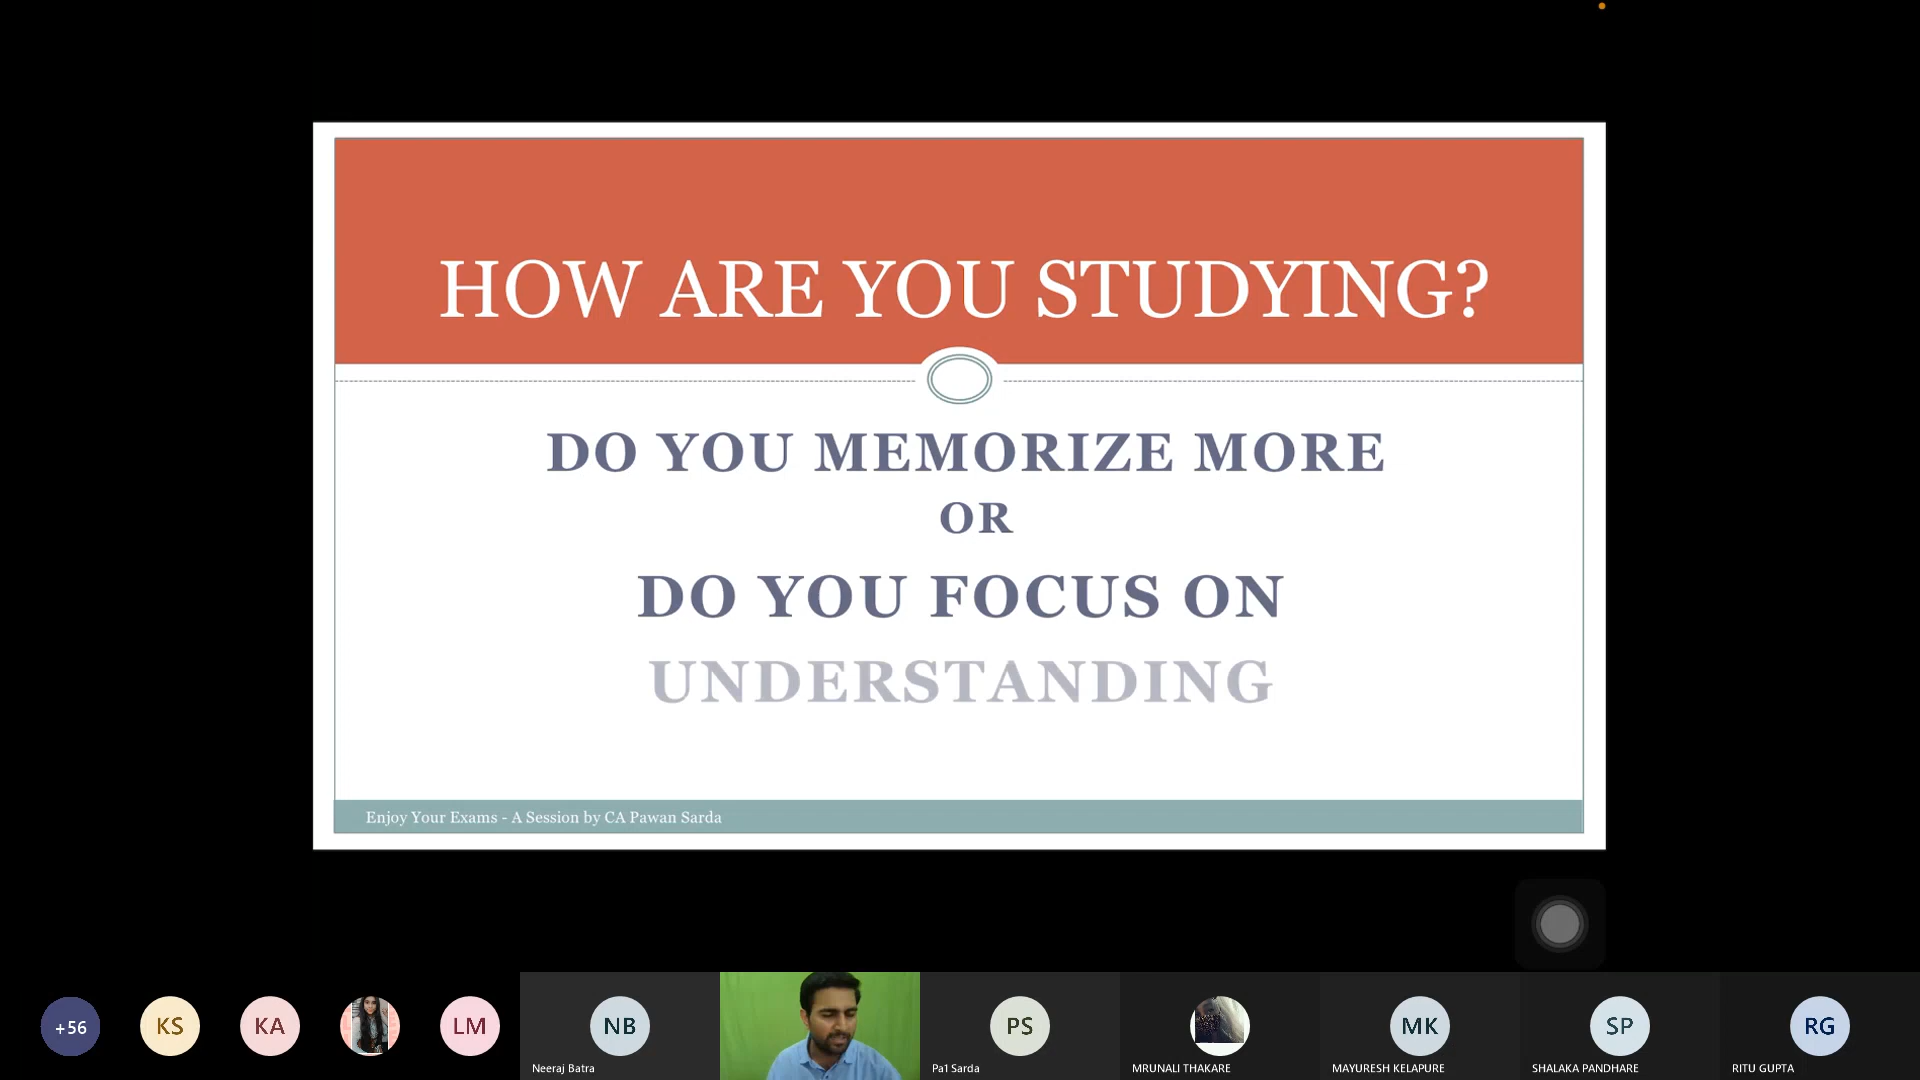 HOW ARE YOU STUDYING?
DO YOU MEMORIZE MORE
OR
DO YOU FOCUS ON
UNDERSTANDING
Enjoy Your Exams - A Session by CA Pawan Sarda
+56
KS
KA
LM
NB
Neeraj Batra
PS
Pa1 Sarda
MRUNALI THAKARE
MK
MAYURESH KELAPURE
SP
SHALAKA PANDHARE
RG
RITU GUPTA